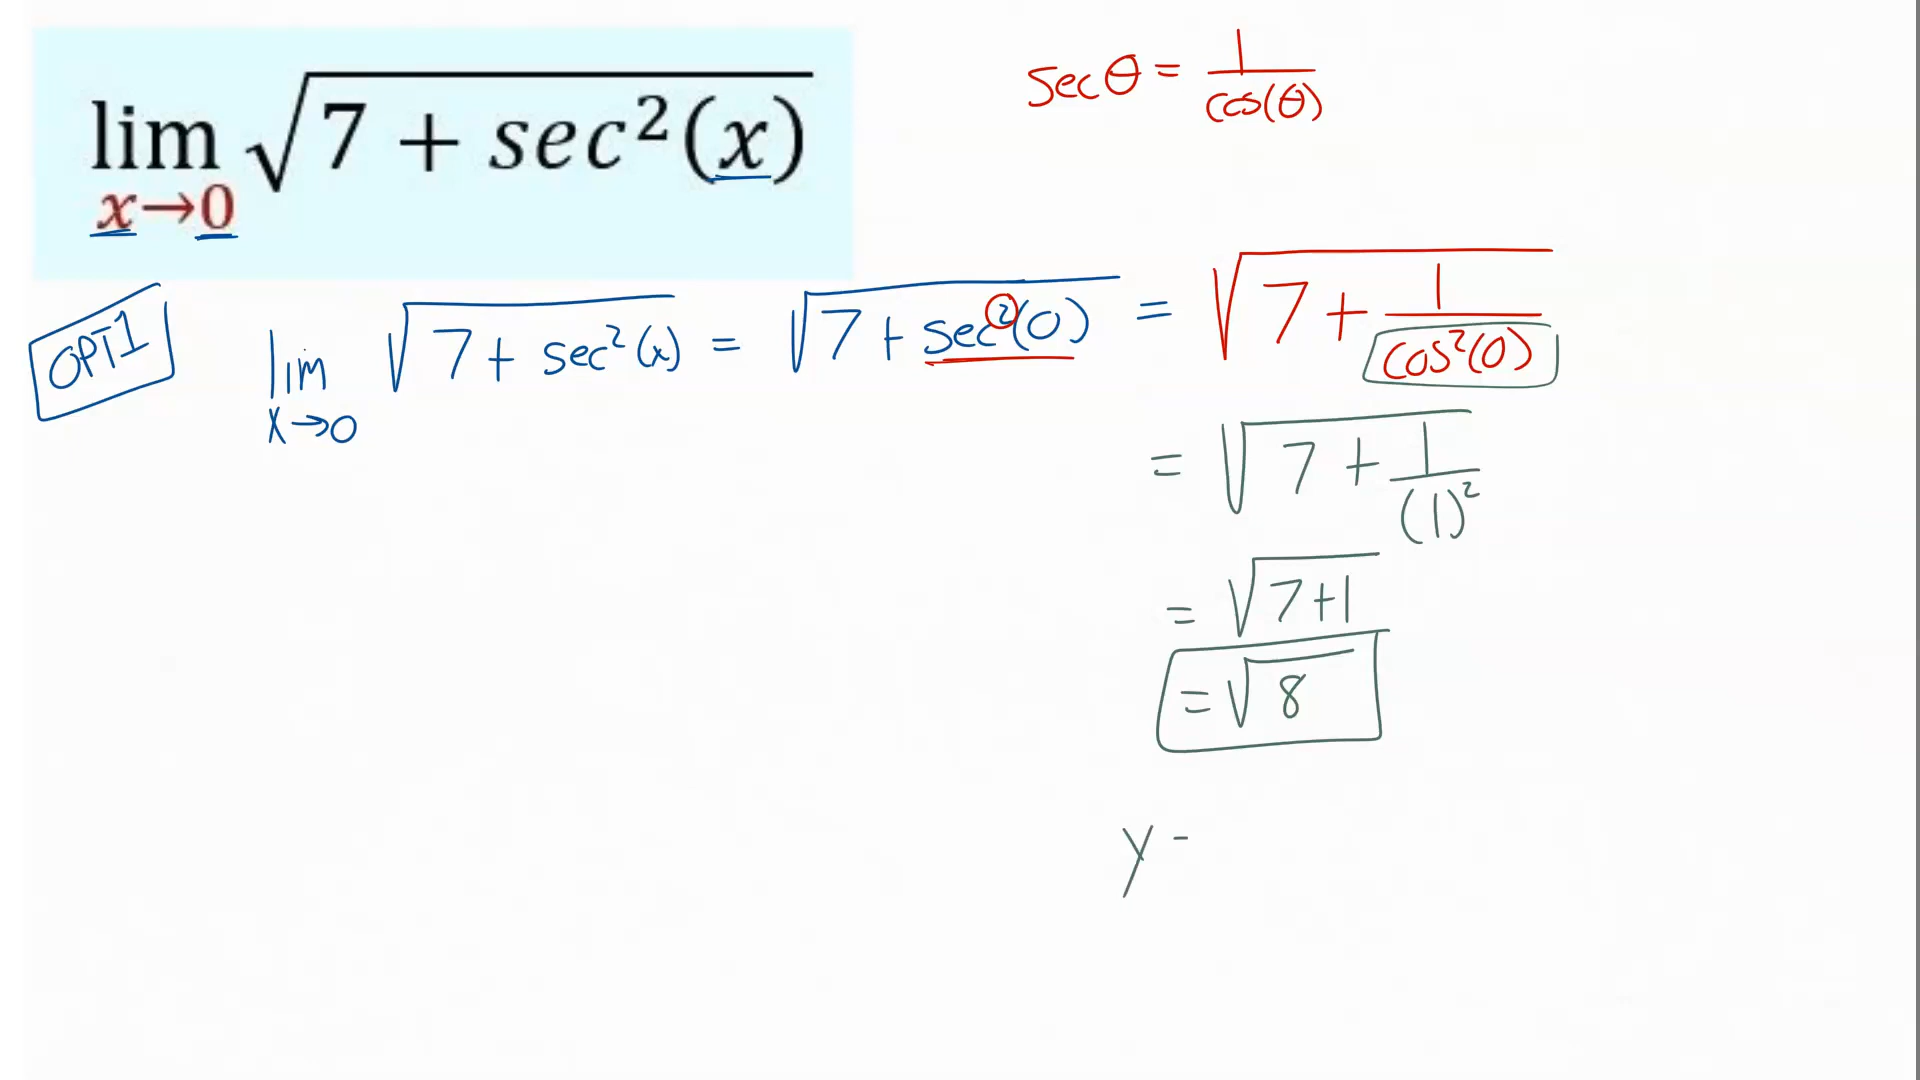 lim √7 + sec²(x)
x→0
sec θ = 1/cos(θ)
OPT1
lim √7 + sec²(x) = √7 + sec²(0) = √7 + 1/cos²(0)
x→0
= √7 + 1/(1)²
= √7+1
= √8
y -